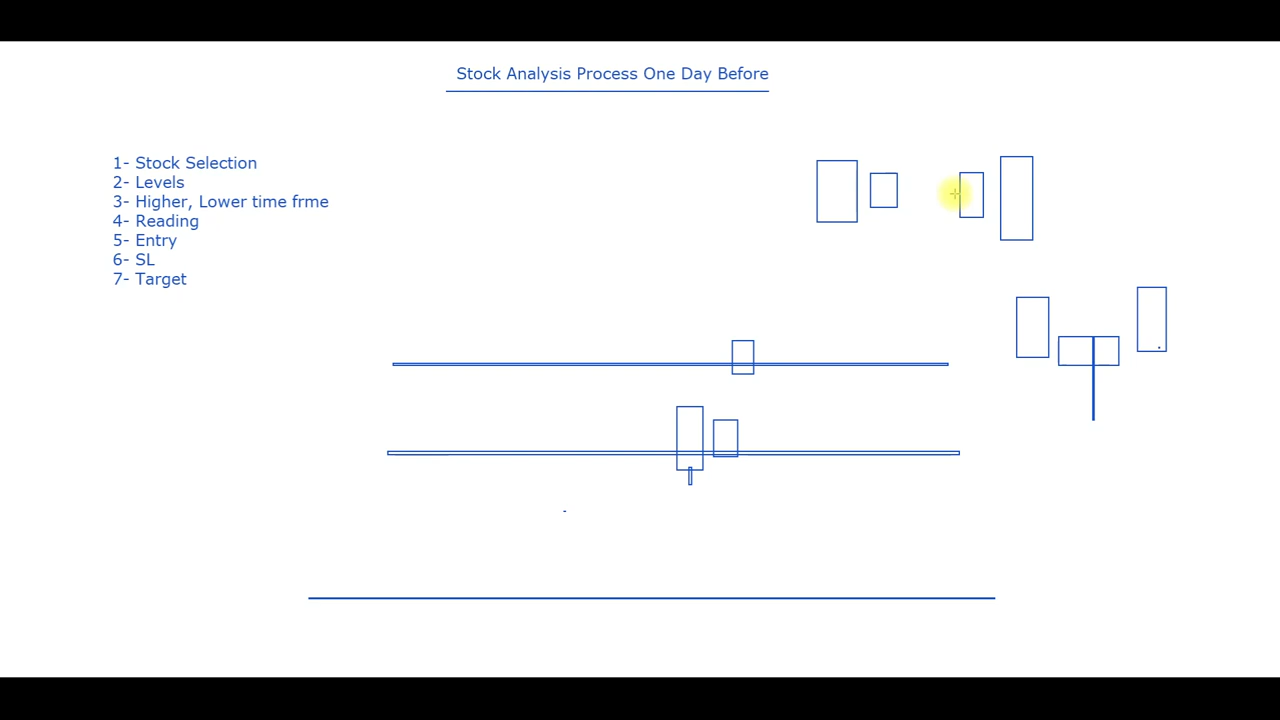 Stock Analysis Process One Day Before
1- Stock Selection
2- Levels
3- Higher, Lower time frme
4- Reading
5- Entry
6- SL
7- Target